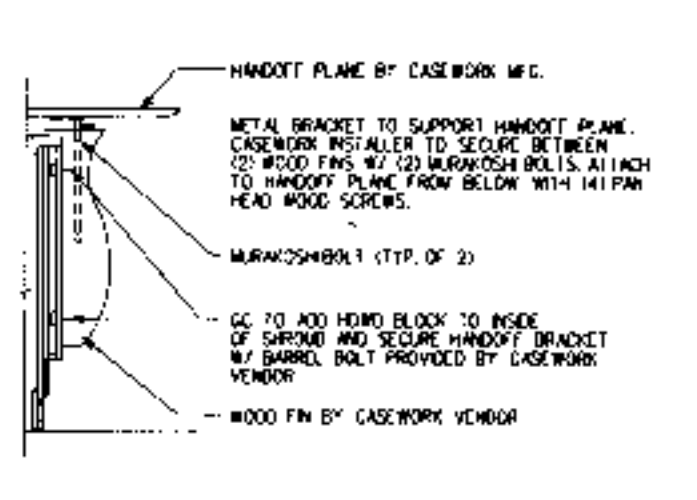 HANDOFF PLANE BY CASEWORK MFG.
METAL BRACKET TO SUPPORT HANDOFF PLANE.
CASEWORK INSTALLER TO SECURE BETWEEN
(2) WOOD FINS W/ (2) MURAKOSHI BOLTS. ATTACH
TO HANDOFF PLANE FROM BELOW WITH (4) PAN
HEAD WOOD SCREWS.
MURAKOSHI BOLT (TYP. OF 2)
GC TO ADD BLOCK TO INSIDE
OF SHROUD AND SECURE HANDOFF BRACKET
W/ BARREL BOLT PROVIDED BY CASEWORK
VENDOR
WOOD FIN BY CASEWORK VENDOR